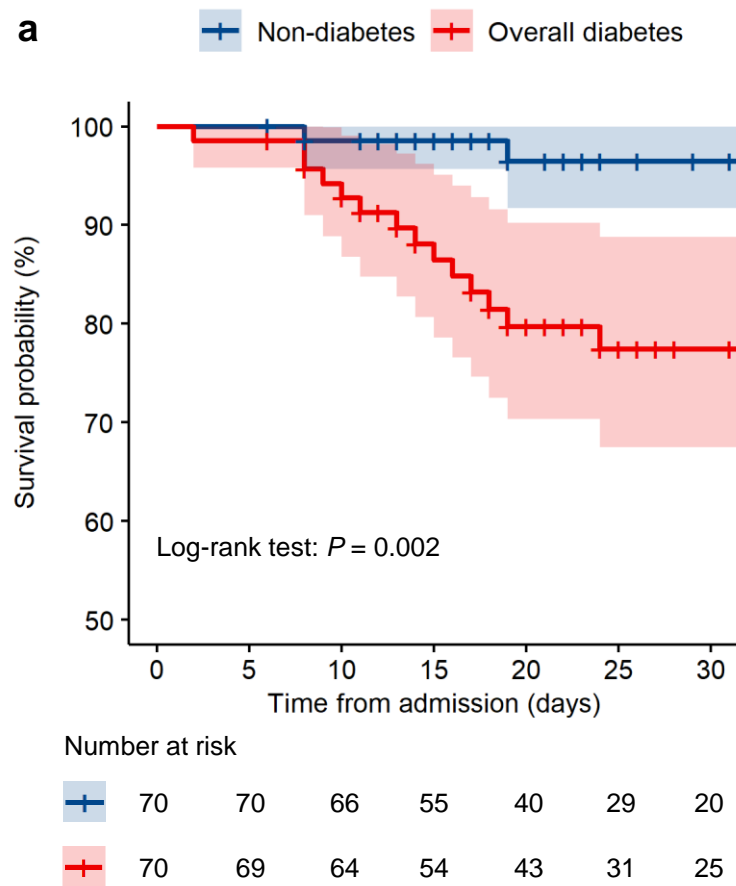 a
Non-diabetes Overall diabetes
Survival probability (%)
100
90
80
70
60
50
Log-rank test: P = 0.002
0 5 10 15 20 25 30
Time from admission (days)
Number at risk
70 70 66 55 40 29 20
70 69 64 54 43 31 25